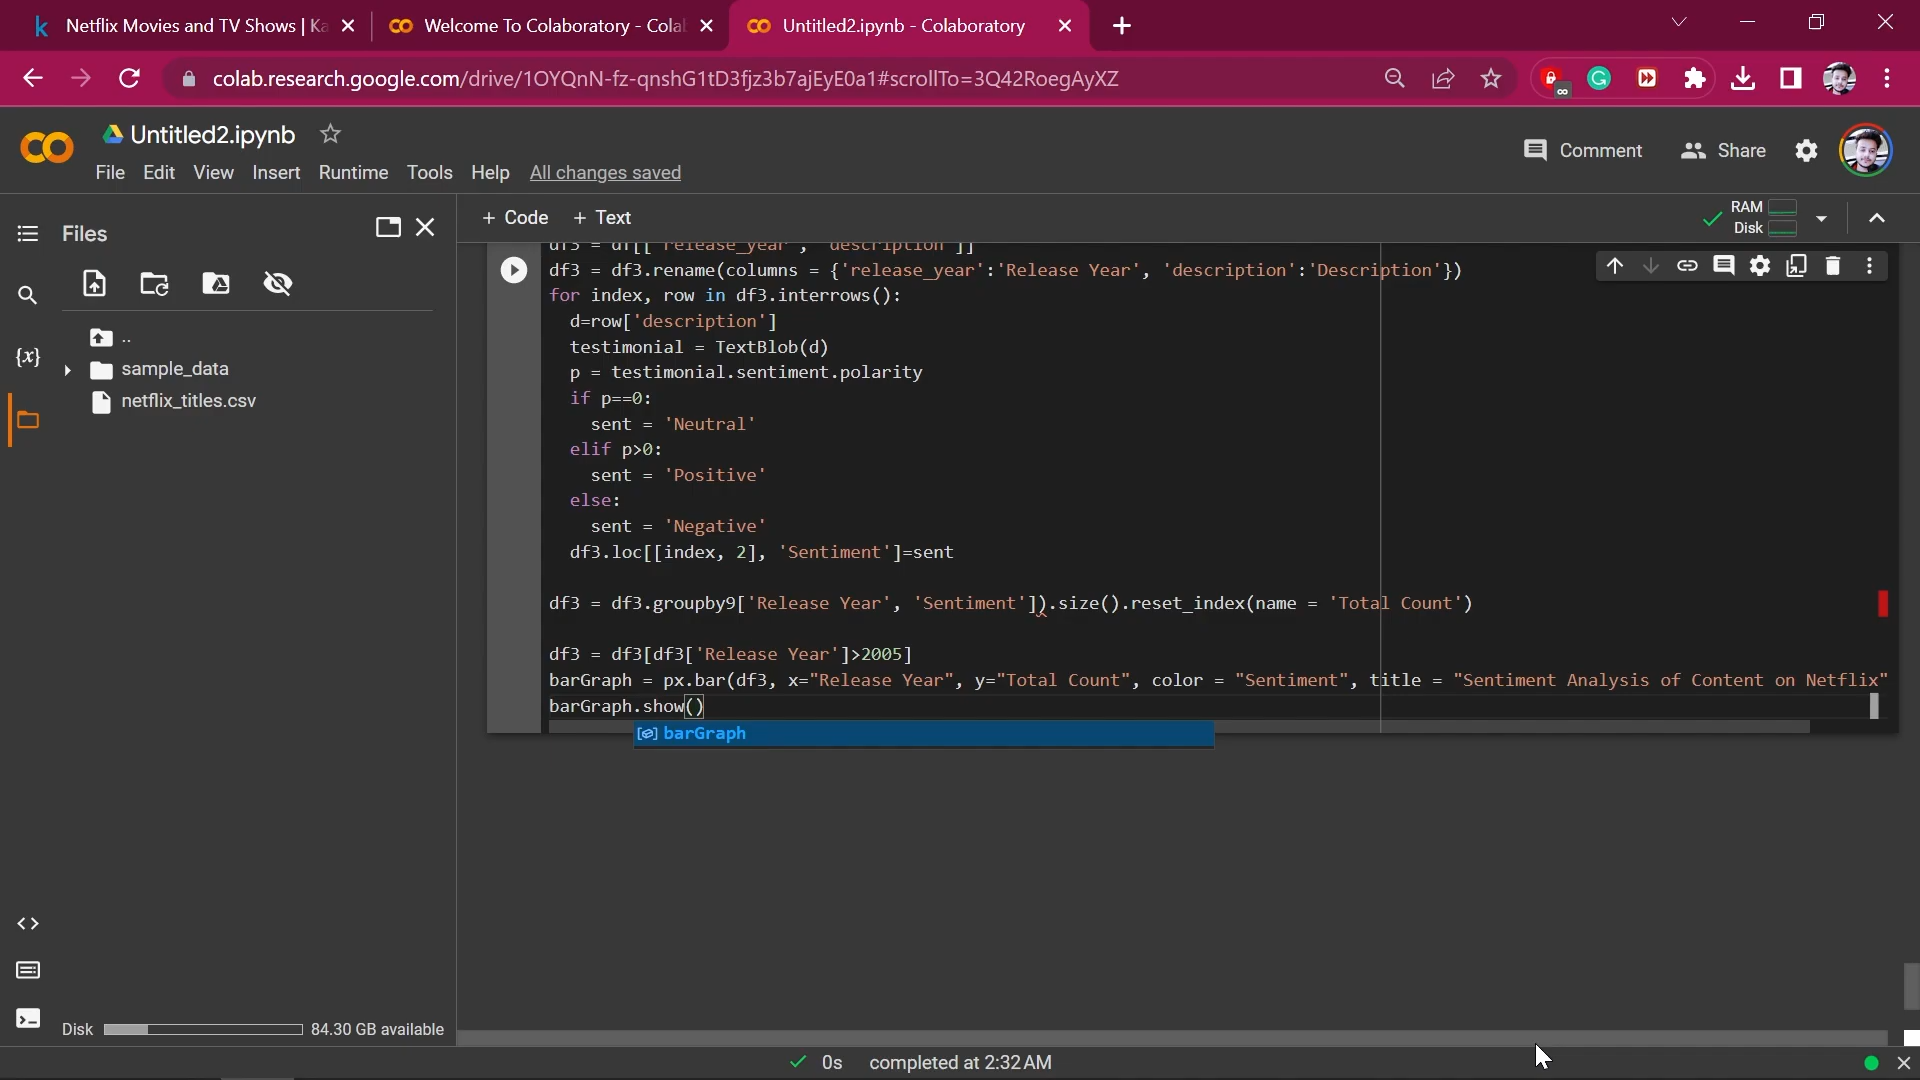 Netflix Movies and TV Shows | Ka
Welcome To Colaboratory - Colal
Untitled2.ipynb - Colaboratory
colab.research.google.com/drive/1OYQnN-fz-qnshG1tD3fjz3b7ajEyE0a1#scrollTo=3Q42RoegAyXZ
Untitled2.ipynb
Comment
Share
File Edit View Insert Runtime Tools Help All changes saved
Files
+ Code + Text
RAM
Disk
..
sample_data
netflix_titles.csv
df3 = df[['release_year', 'description']]
df3 = df3.rename(columns = {'release_year':'Release Year', 'description':'Description'})
for index, row in df3.interrows():
d=row['description']
testimonial = TextBlob(d)
p = testimonial.sentiment.polarity
if p==0:
sent = 'Neutral'
elif p>0:
sent = 'Positive'
else:
sent = 'Negative'
df3.loc[[index, 2], 'Sentiment']=sent
df3 = df3.groupby9['Release Year', 'Sentiment']).size().reset_index(name = 'Total Count')
df3 = df3[df3['Release Year']>2005]
barGraph = px.bar(df3, x="Release Year", y="Total Count", color = "Sentiment", title = "Sentiment Analysis of Content on Netflix"
barGraph.show()
barGraph
Disk 84.30 GB available
0s completed at 2:32 AM